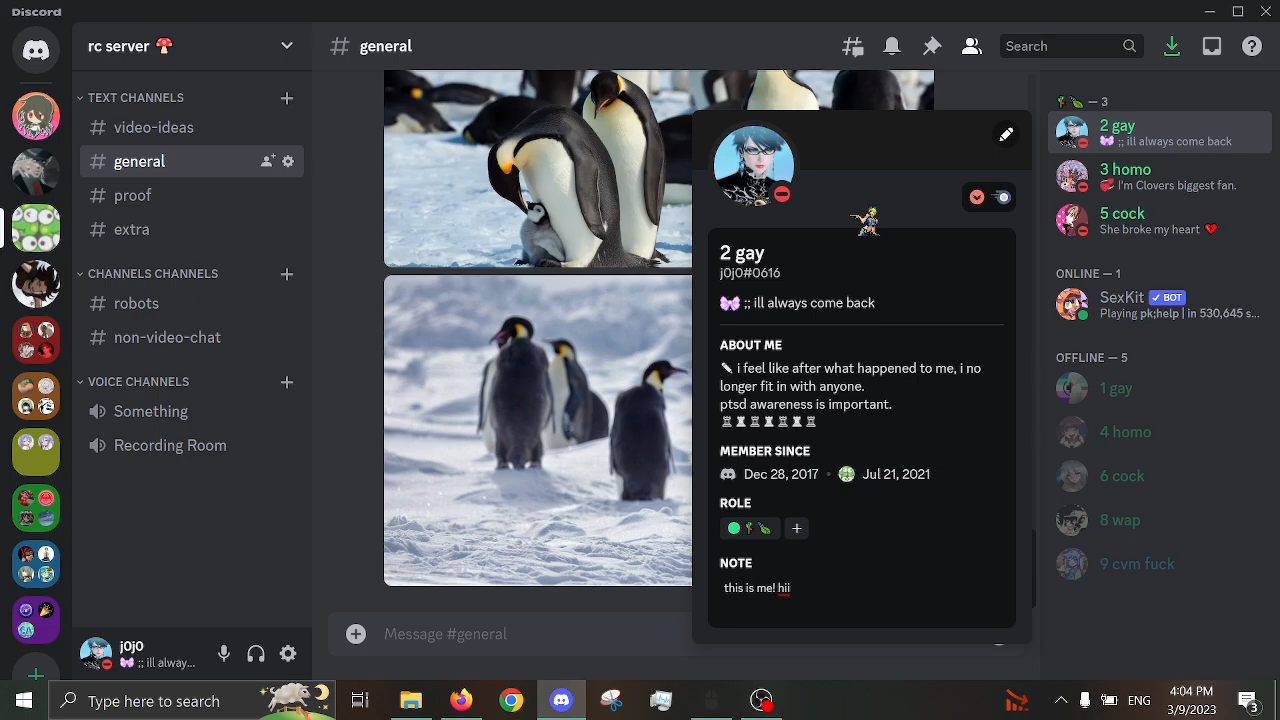 Discord
rc server
general
Search
TEXT CHANNELS
video-ideas
general
proof
extra
CHANNELS CHANNELS
robots
non-video-chat
VOICE CHANNELS
Something
Recording Room
jojo
;; ill alway...
Message #general
2 gay
j0j0#0616
;; ill always come back
ABOUT ME
i feel like after what happened to me, i no
longer fit in with anyone.
ptsd awareness is important.
♖ ♜ ♖ ♜ ♖ ♜ ♖
MEMBER SINCE
Dec 28, 2017 • Jul 21, 2021
ROLE
+
NOTE
this is me! hii
— 3
2 gay
;; ill always come back
3 homo
I'm Clovers biggest fan.
5 cock
She broke my heart
ONLINE — 1
SexKit ✓ BOT
Playing pk;help | in 530,645 s...
OFFLINE — 5
1 gay
4 homo
6 cock
8 wap
9 cvm fuck
Type here to search
ENG
4:04 PM
3/9/2023
3